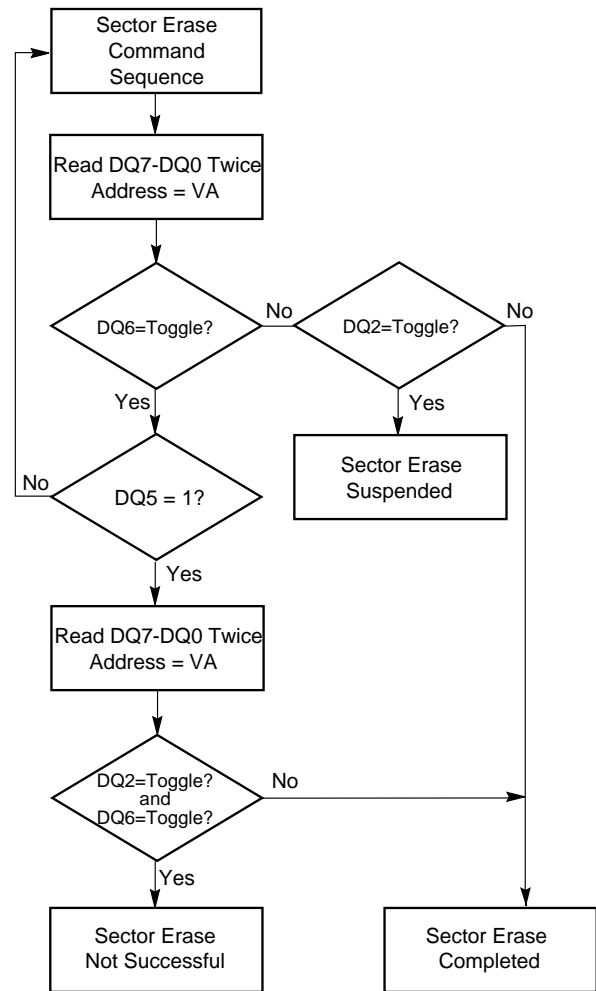 Sector Erase
Command
Sequence
Read DQ7-DQ0 Twice
Address = VA
DQ6=Toggle?
No
DQ2=Toggle?
No
Yes
Yes
Sector Erase
Suspended
No
DQ5 = 1?
Yes
Read DQ7-DQ0 Twice
Address = VA
DQ2=Toggle?
and
DQ6=Toggle?
No
Yes
Sector Erase
Not Successful
Sector Erase
Completed